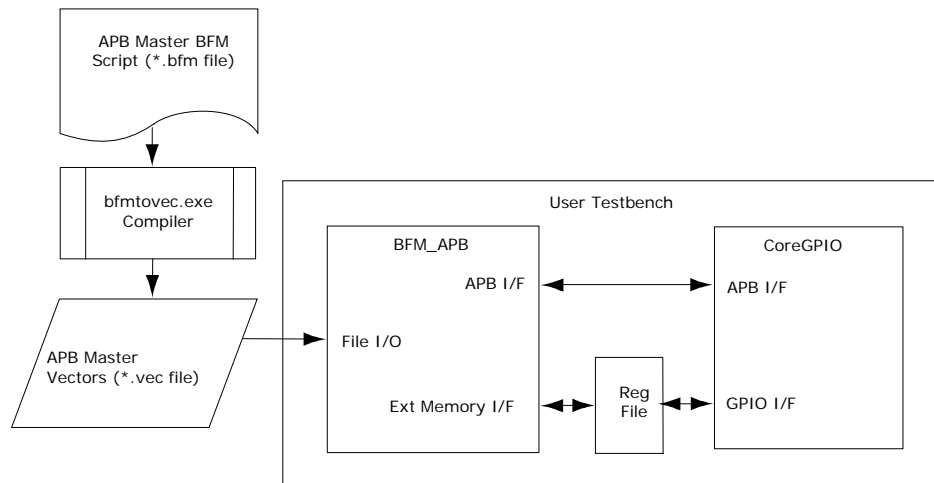 APB Master BFM
Script (*.bfm file)
bfmtovec.exe
Compiler
APB Master
Vectors (*.vec file)
User Testbench
BFM_APB
APB I/F
File I/O
Ext Memory I/F
Reg
File
CoreGPIO
APB I/F
GPIO I/F